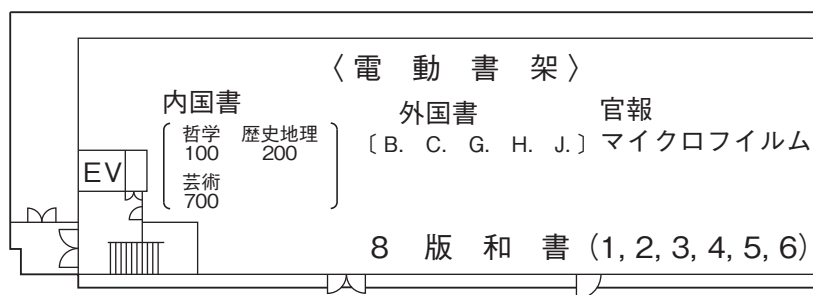 〈電動書架〉
内国書
哲学 歴史地理
100 200
芸術
700
外国書
〔B. C. G. H. J.〕
官報
マイクロフイルム
EV
8版和書(1, 2, 3, 4, 5, 6)